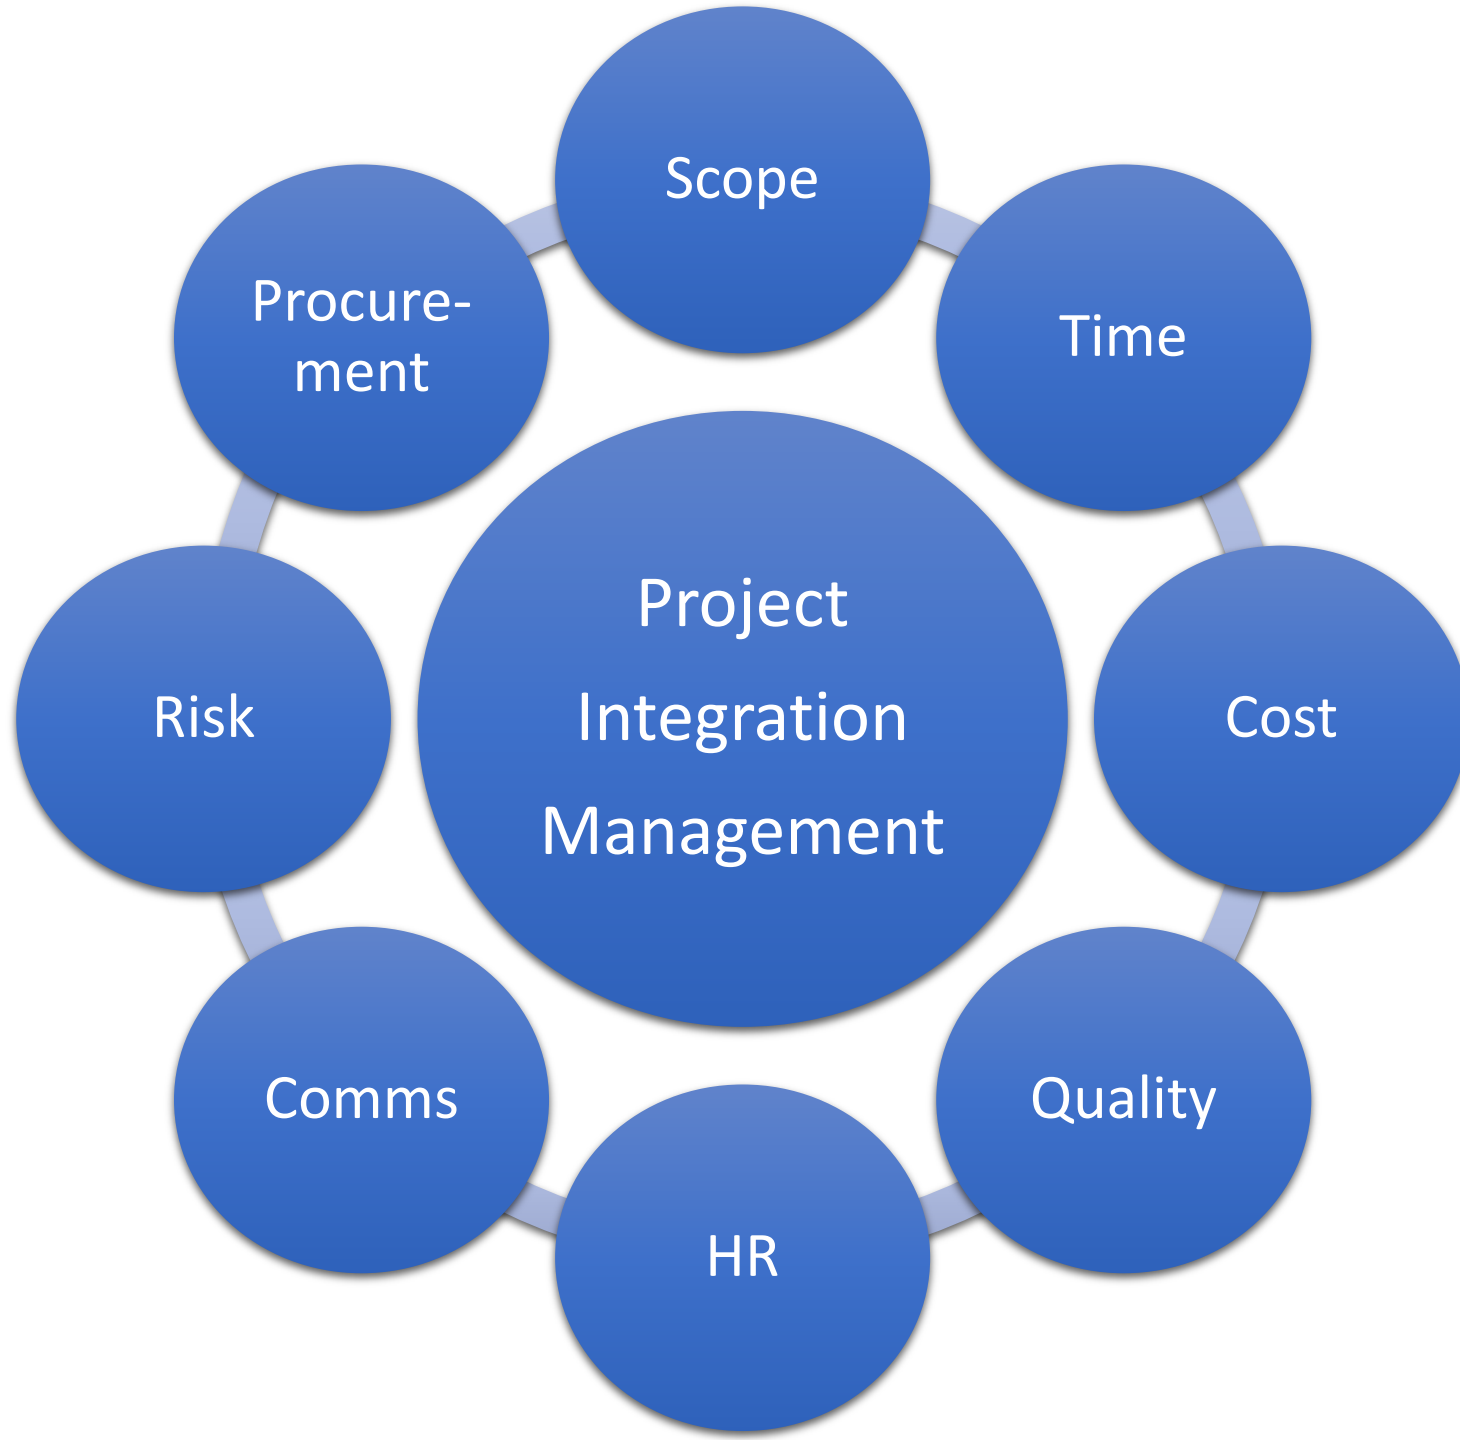 Scope
Time
Cost
Quality
HR
Comms
Risk
Procure-
ment
Project
Integration
Management